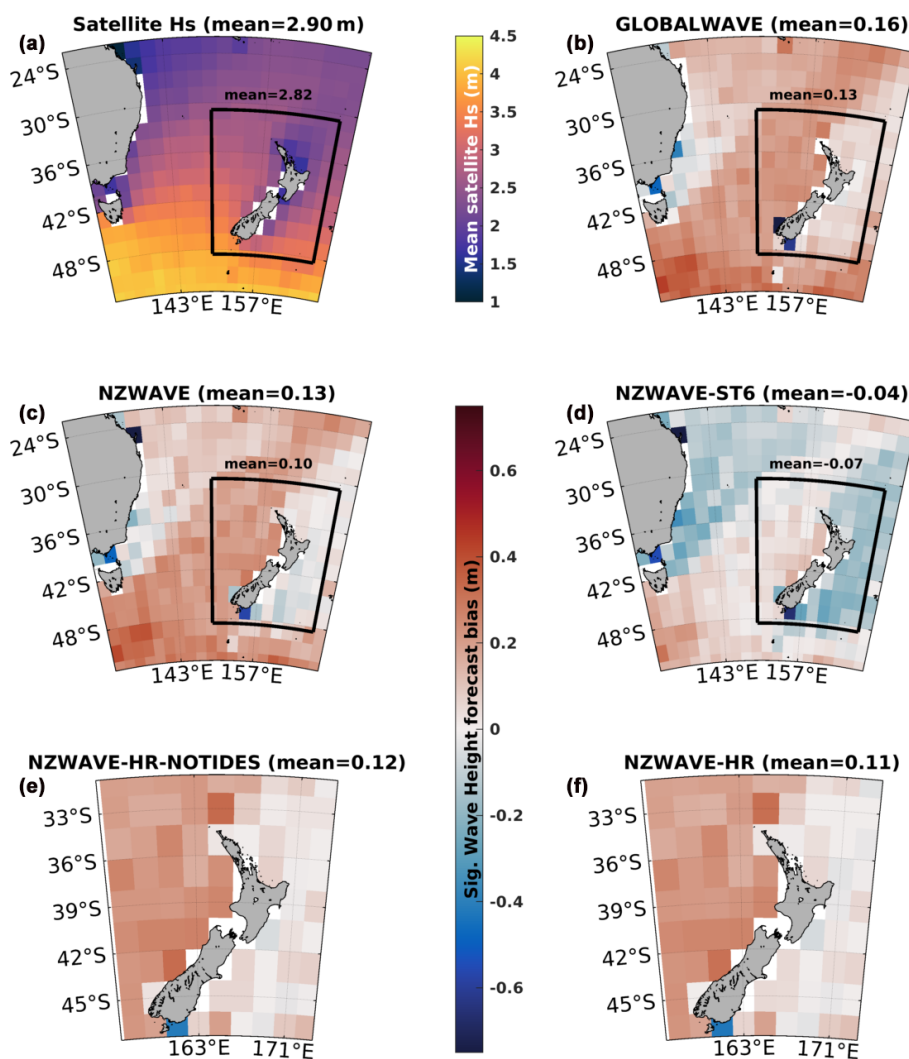 Satellite Hs (mean=2.90 m)
(a)
24°S
30°S
36°S
42°S
48°S
mean=2.82
143°E 157°E
4.5
4
3.5
3
2.5
2
1.5
1
Mean satellite Hs (m)
GLOBALWAVE (mean=0.16)
(b)
24°S
30°S
36°S
42°S
48°S
mean=0.13
143°E 157°E
NZWAVE (mean=0.13)
(c)
24°S
30°S
36°S
42°S
48°S
mean=0.10
143°E 157°E
0.6
0.4
0.2
0
-0.2
-0.4
-0.6
Sig. Wave Height forecast bias (m)
NZWAVE-ST6 (mean=-0.04)
(d)
24°S
30°S
36°S
42°S
48°S
mean=-0.07
143°E 157°E
NZWAVE-HR-NOTIDES (mean=0.12)
(e)
33°S
36°S
39°S
42°S
45°S
163°E 171°E
NZWAVE-HR (mean=0.11)
(f)
33°S
36°S
39°S
42°S
45°S
163°E 171°E